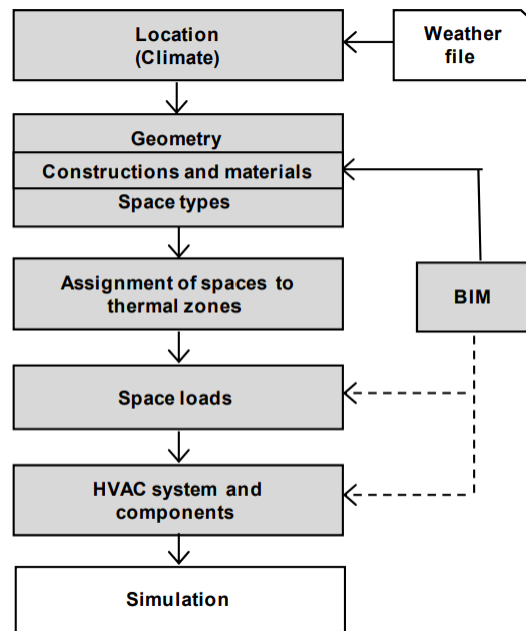 Location
(Climate)
Weather
file
Geometry
Constructions and materials
Space types
Assignment of spaces to
thermal zones
BIM
Space loads
HVAC system and
components
Simulation